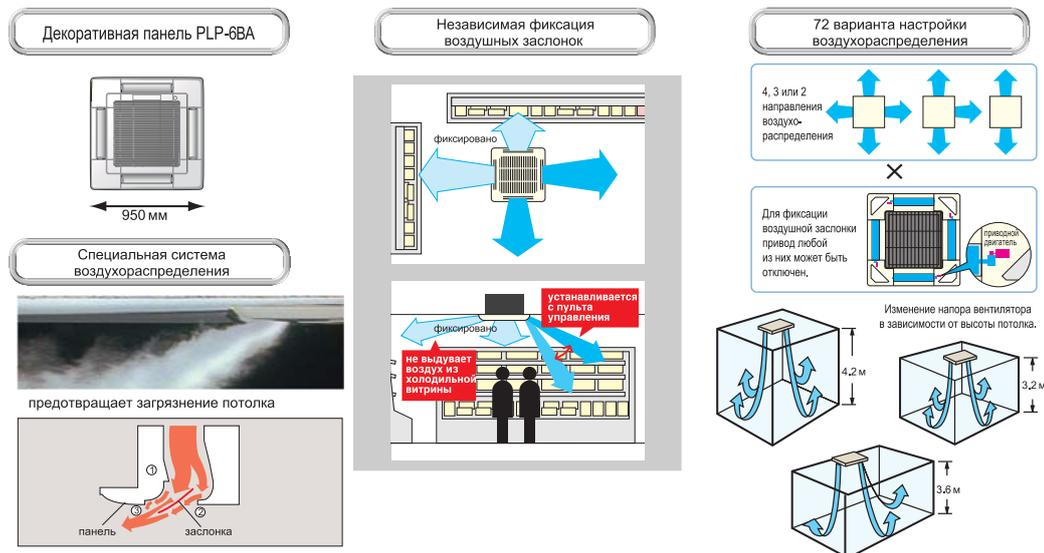 Декоративная панель PLP-6BA
950 мм
Специальная система
воздухораспределения
предотвращает загрязнение потолка
1
3
2
панель
заслонка
Независимая фиксация
воздушных заслонок
фиксировано
устанавливается
с пульта
управления
фиксировано
не выдувает
воздух из
холодильной
витрины
72 варианта настройки
воздухораспределения
4, 3 или 2
направления
воздухо-
распределения
×
Для фиксации
воздушной заслонки
привод любой
из них может быть
отключен.
приводной
двигатель
Изменение напора вентилятора
в зависимости от высоты потолка.
4,2 м
3,2 м
3,6 м